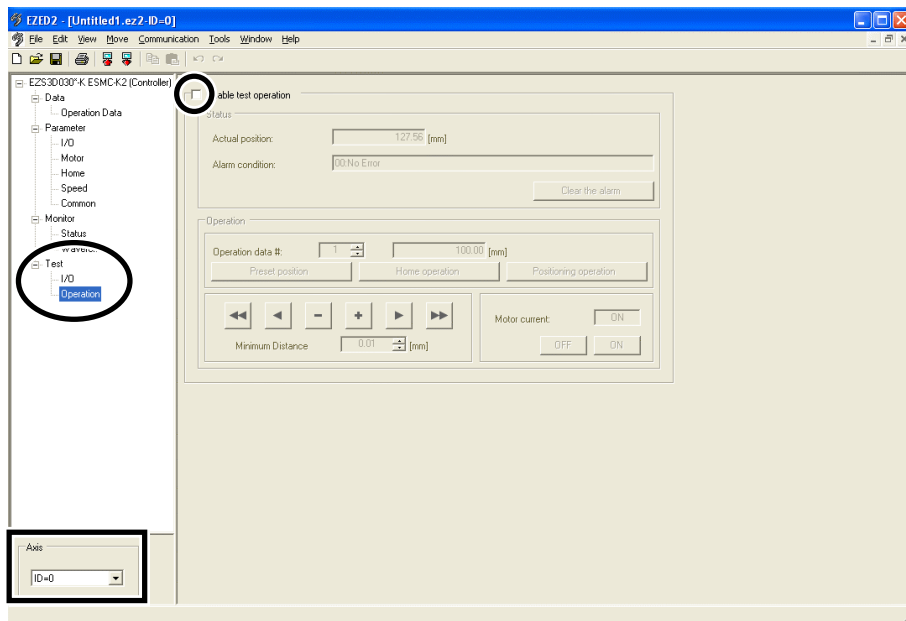 EZED2 - [Untitled1.ez2-ID=0]
File Edit View Move Communication Tools Window Help
EZS3D030*-K ESMC-K2 (Controller)
Data
Operation Data
Parameter
I/O
Motor
Home
Speed
Common
Monitor
Status
Test
I/O
Operation
Axis
ID=0
able test operation
Status
Actual position: 127.56 [mm]
Alarm condition: 00:No Error
Clear the alarm
Operation
Operation data #: 1 100.00 [mm]
Preset position Home operation Positioning operation
Minimum Distance 0.01 [mm]
Motor current: ON
OFF ON